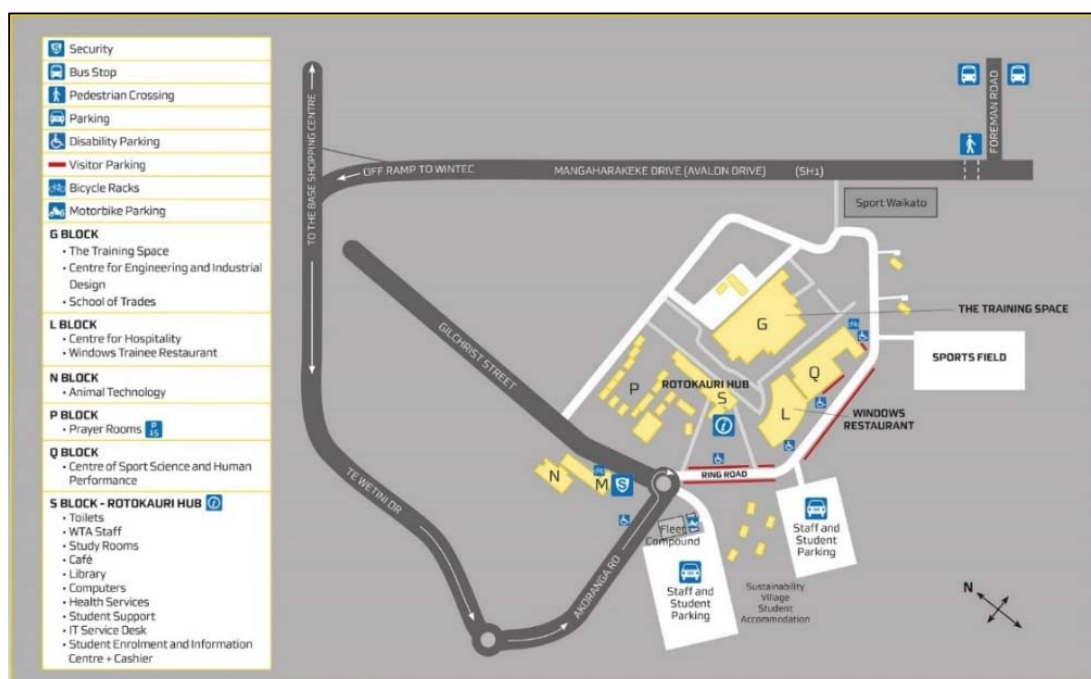 Security
Bus Stop
Pedestrian Crossing
Parking
Disability Parking
Visitor Parking
Bicycle Racks
Motorbike Parking
G BLOCK
• The Training Space
• Centre for Engineering and Industrial
Design
• School of Trades
L BLOCK
• Centre for Hospitality
• Windows Trainee Restaurant
N BLOCK
• Animal Technology
P BLOCK
• Prayer Rooms P 15
Q BLOCK
• Centre of Sport Science and Human
Performance
S BLOCK - ROTOKAURI HUB
• Toilets
• WTA Staff
• Study Rooms
• Café
• Library
• Computers
• Health Services
• Student Support
• IT Service Desk
• Student Enrolment and Information
Centre + Cashier
TO THE BASE SHOPPING CENTRE
OFF RAMP TO WINTEC
MANGAHARAKEKE DRIVE (AVALON DRIVE) (SH1)
FOREMAN ROAD
Sport Waikato
GILCHRIST STREET
G
THE TRAINING SPACE
SPORTS FIELD
P
ROTOKAURI HUB
S
Q
L
WINDOWS
RESTAURANT
N
M
S
RING ROAD
TE WETINI DR
AKORANGA RD
Fleet
Compound
Staff and
Student
Parking
Staff and
Student
Parking
Sustainability
Village
Student
Accommodation
N